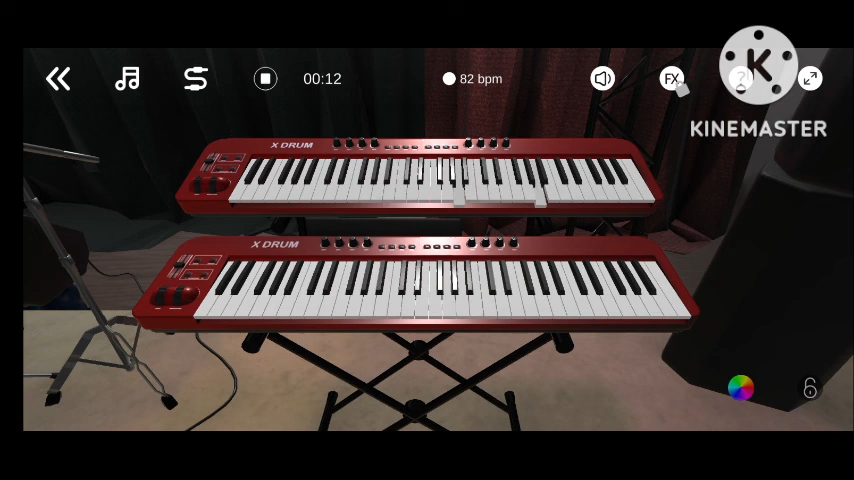 00:12
82 bpm
FX
K
KINEMASTER
X DRUM
X DRUM